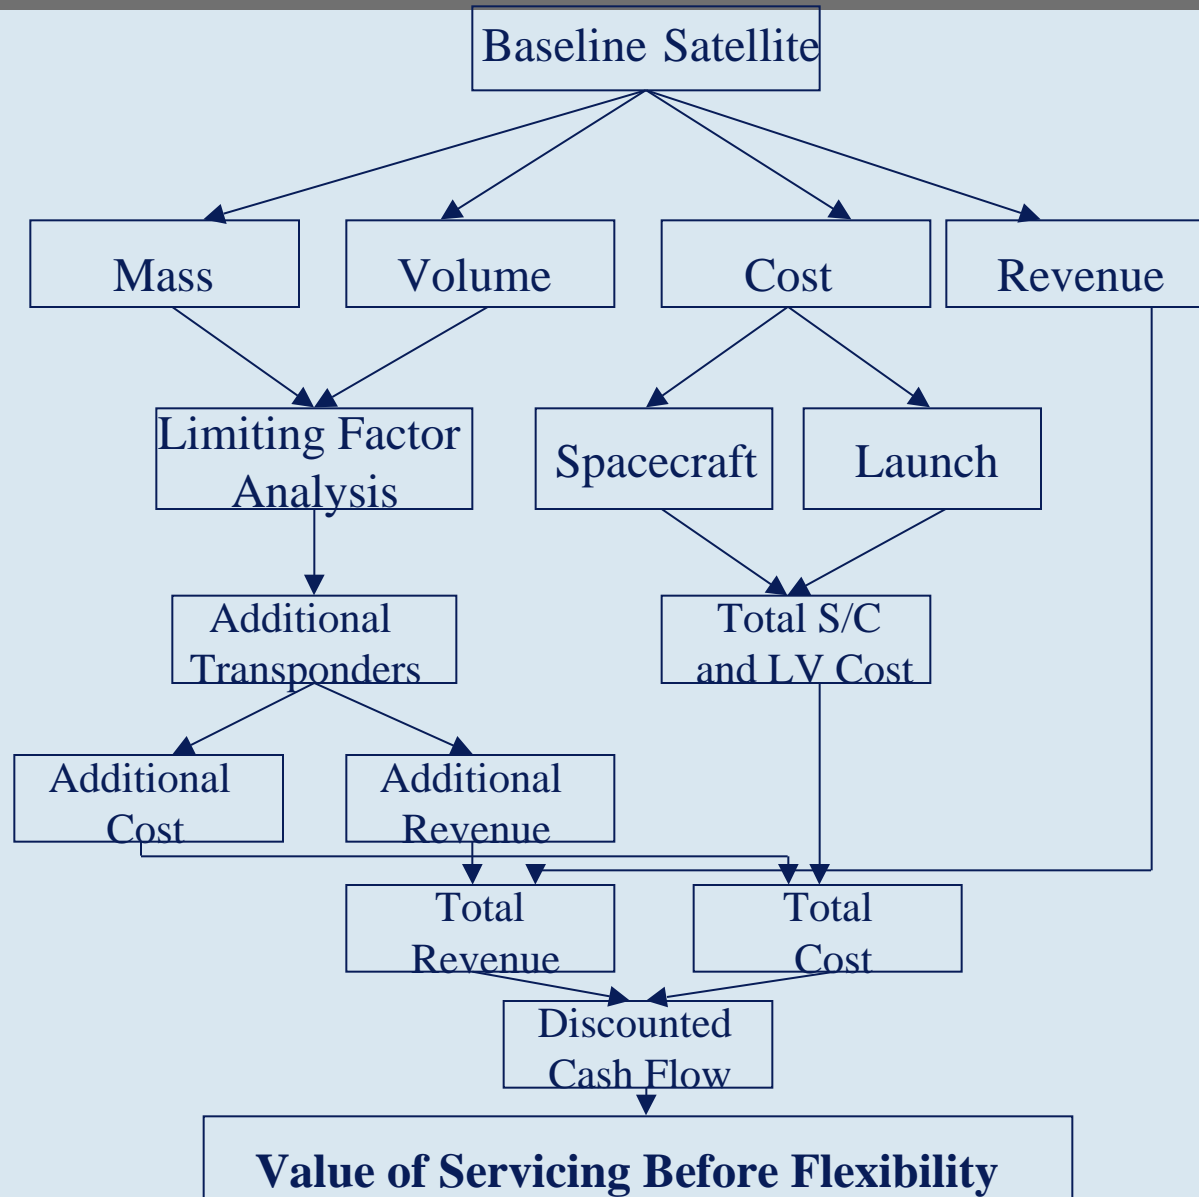 Baseline Satellite
Mass
Volume
Cost
Revenue
Limiting Factor
Analysis
Spacecraft
Launch
Additional
Transponders
Total S/C
and LV Cost
Additional
Cost
Additional
Revenue
Total
Revenue
Total
Cost
Discounted
Cash Flow
Value of Servicing Before Flexibility